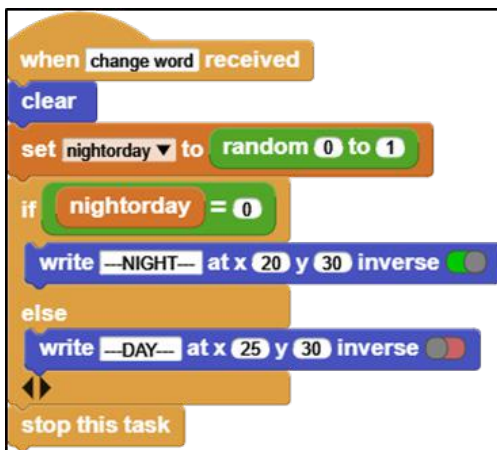 when change word received
clear
set nightorday ▼ to random 0 to 1
if nightorday = 0
write ---NIGHT--- at x 20 y 30 inverse
else
write ---DAY--- at x 25 y 30 inverse
stop this task